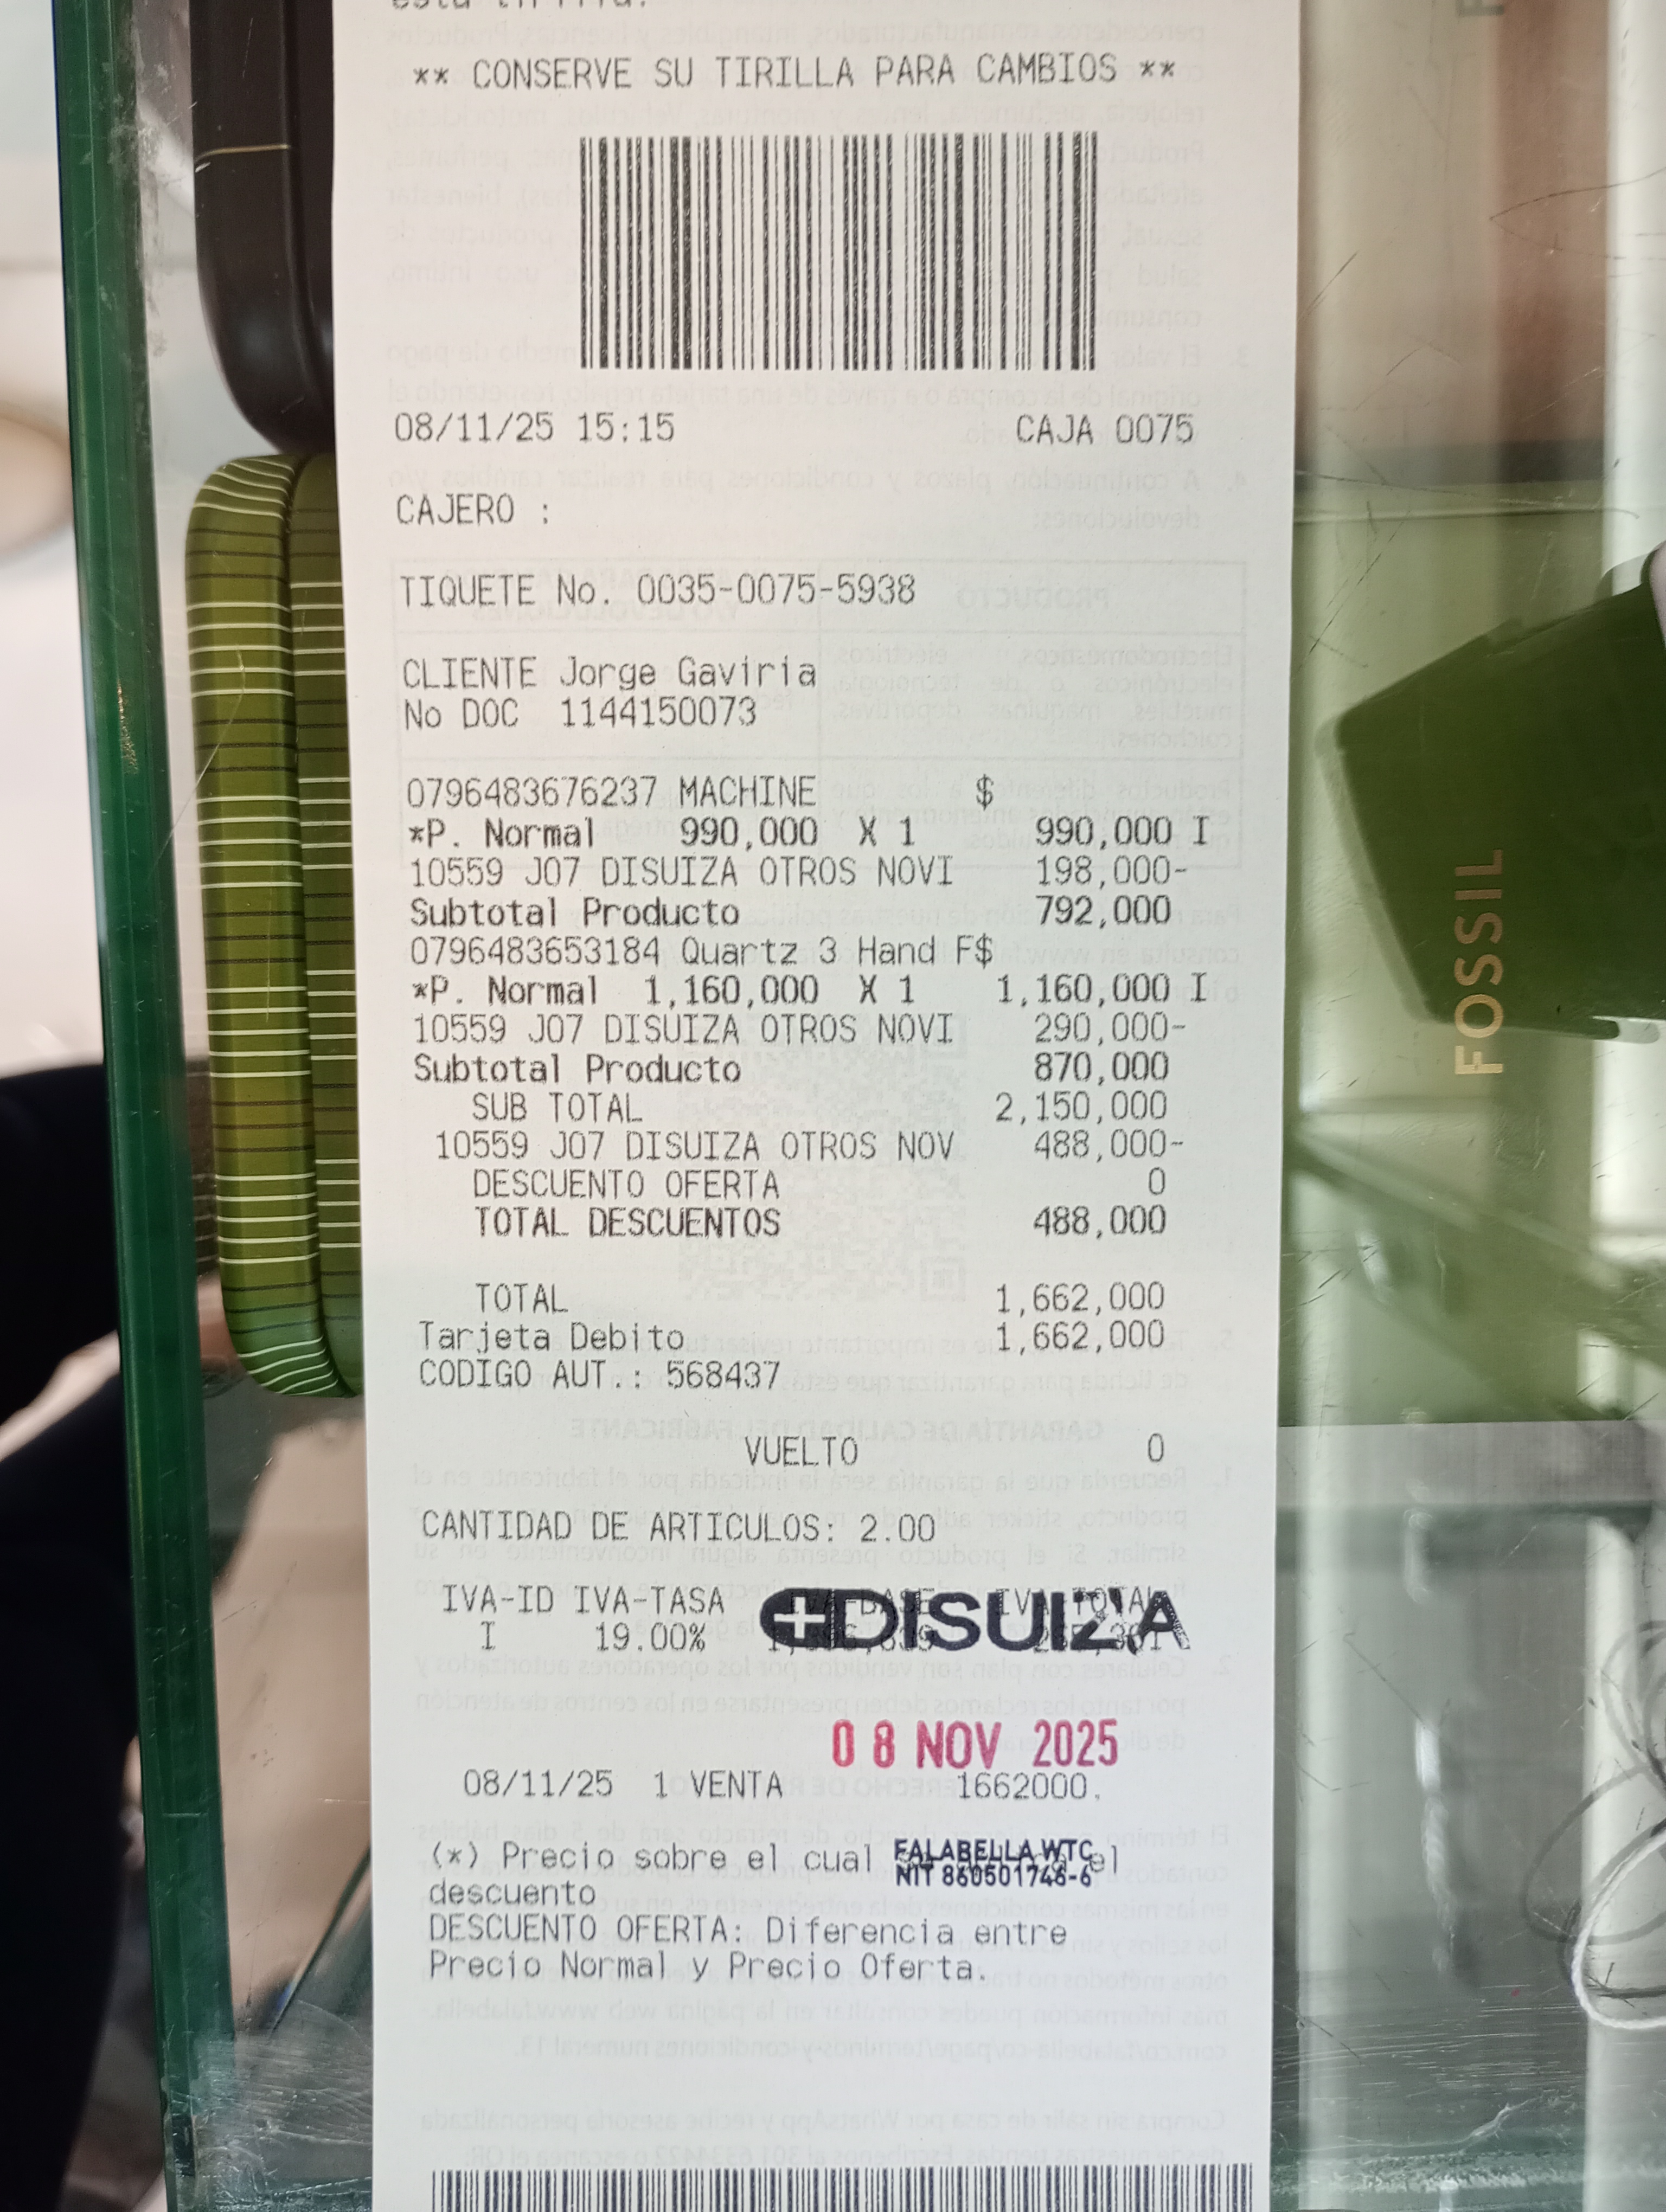 ** CONSERVE SU TIRILLA PARA CAMBIOS **
08/11/25 15:15 CAJA 0075
CAJERO :
TIQUETE No. 0035-0075-5938
CLIENTE Jorge Gaviria
No DOC 1144150073
0796483676237 MACHINE $
*P. Normal 990,000 X 1 990,000 I
10559 J07 DISUIZA OTROS NOVI 198,000-
Subtotal Producto 792,000
0796483653184 Quartz 3 Hand F$
*P. Normal 1,160,000 X 1 1,160,000 I
10559 J07 DISUIZA OTROS NOVI 290,000-
Subtotal Producto 870,000
SUB TOTAL 2,150,000
10559 J07 DISUIZA OTROS NOV 488,000-
DESCUENTO OFERTA 0
TOTAL DESCUENTOS 488,000
TOTAL 1,662,000
Tarjeta Debito 1,662,000
CODIGO AUT.: 568437
VUELTO 0
CANTIDAD DE ARTICULOS: 2.00
IVA-ID IVA-TASA IVA-BASE IVA-TOTAL
I 19.00%
DISUIZA
08 NOV 2025
08/11/25 1 VENTA 1662000.
(*) Precio sobre el cual el
FALABELLA WTC
NIT 860501746-6
descuento
DESCUENTO OFERTA: Diferencia entre
Precio Normal y Precio Oferta.
FOSSIL